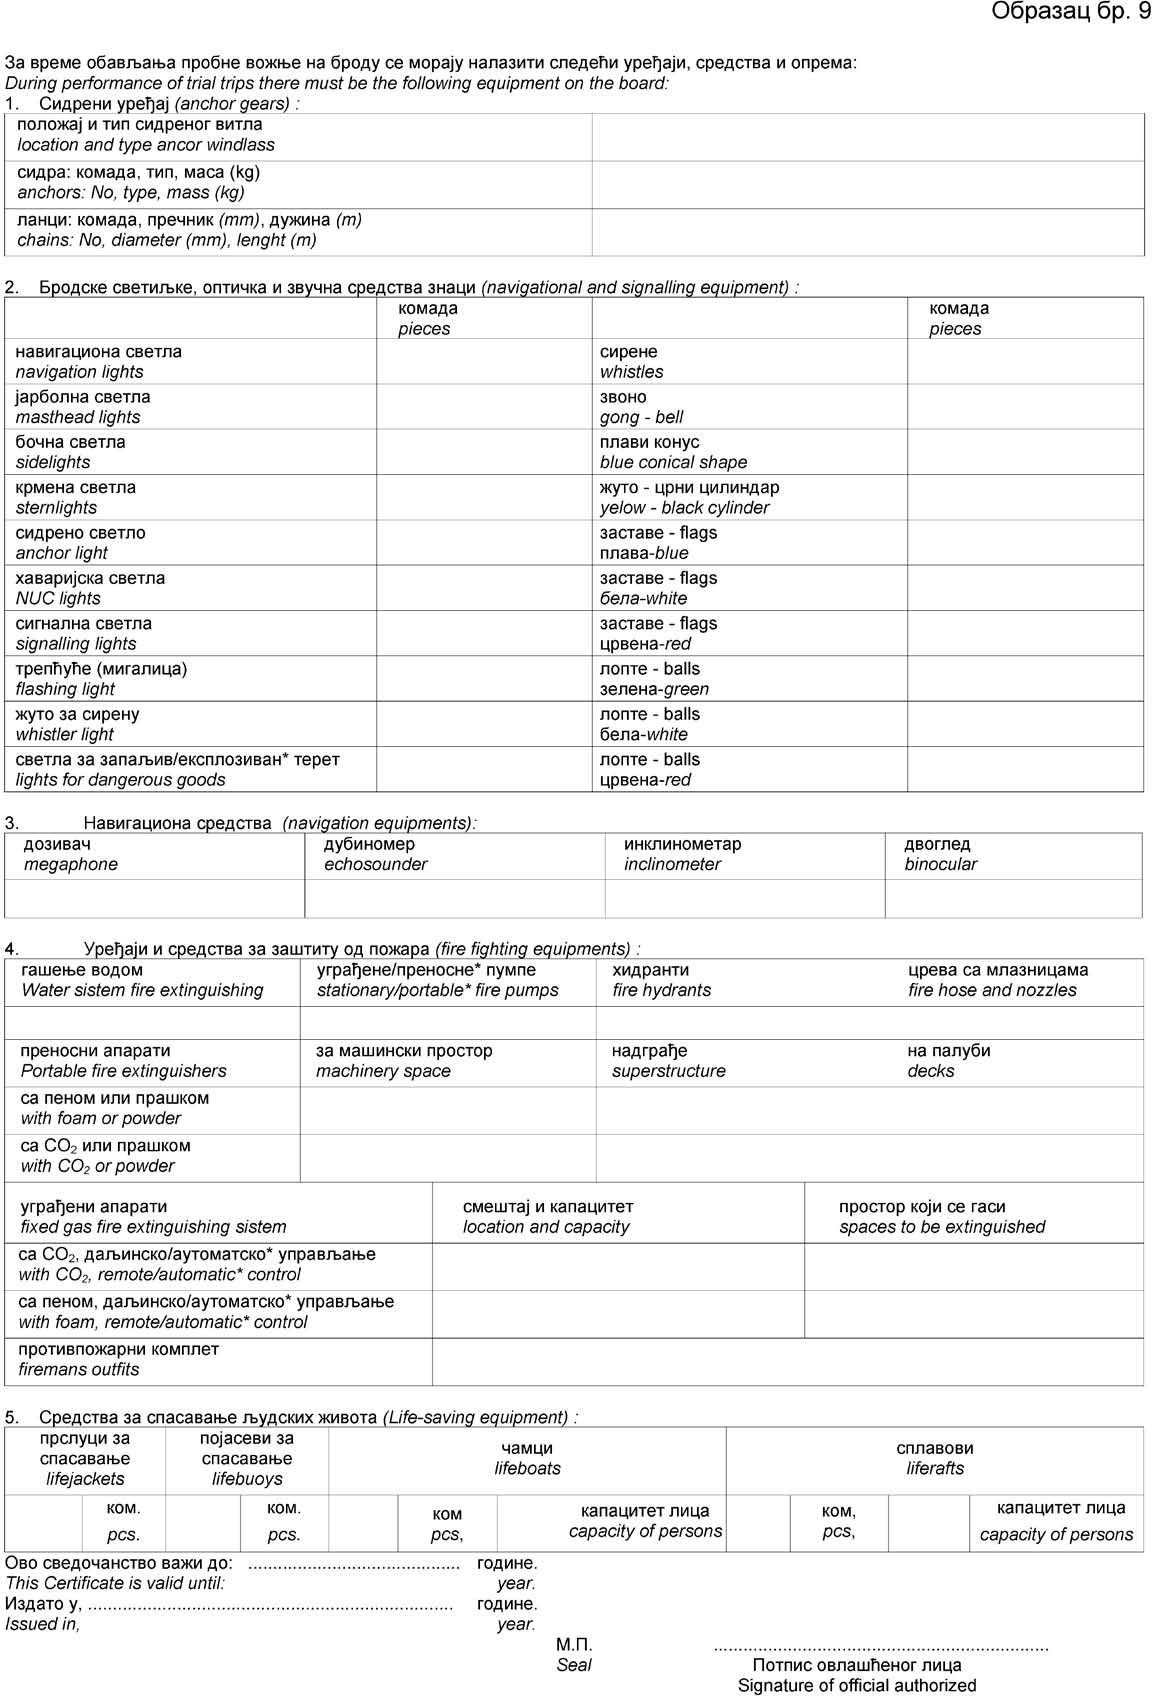 Образац бр. 9
За време обављања пробне вожње на броду се морају налазити следећи уређаји, средства и опрема:
During performance of trial trips there must be the following equipment on the board:
1. Сидрени уређај (anchor gears) :
положај и тип сидреног витла
location and type ancor windlass
сидра: комада, тип, маса (kg)
anchors: No, type, mass (kg)
ланци: комада, пречник (mm), дужина (m)
chains: No, diameter (mm), lenght (m)
2. Бродске светиљке, оптичка и звучна средства знаци (navigational and signalling equipment) :
комада комада
pieces pieces
навигациона светла сирене
navigation lights whistles
јарболна светла звоно
masthead lights gong - bell
бочна светла плави конус
sidelights blue conical shape
крмена светла жуто - црни цилиндар
sternlights yelow - black cylinder
сидрено светло заставе - flags
anchor light плава-blue
хаваријска светла заставе - flags
NUC lights бела-white
сигнална светла заставе - flags
signalling lights црвена-red
трепћуће (мигалица) лопте - balls
flashing light зелена-green
жуто за сирену лопте - balls
whistler light бела-white
светла за запаљив/експлозиван* терет лопте - balls
lights for dangerous goods црвена-red
3. Навигациона средства (navigation equipments):
дозивач дубиномер инклинометар двоглед
megaphone echosounder inclinometer binocular
4. Уређаји и средства за заштиту од пожара (fire fighting equipments) :
гашење водом уграђене/преносне* пумпе хидранти црева са млазницама
Water sistem fire extinguishing stationary/portable* fire pumps fire hydrants fire hose and nozzles
преносни апарати за машински простор надграђе на палуби
Portable fire extinguishers machinery space superstructure decks
са пеном или прашком
with foam or powder
са CO₂ или прашком
with CO₂ or powder
уграђени апарати смештај и капацитет простор који се гаси
fixed gas fire extinguishing sistem location and capacity spaces to be extinguished
са CO₂, даљинско/аутоматско* управљање
with CO₂, remote/automatic* control
са пеном, даљинско/аутоматско* управљање
with foam, remote/automatic* control
противпожарни комплет
firemans outfits
5. Средства за спасавање људских живота (Life-saving equipment) :
прслуци за појасеви за
спасавање спасавање чамци сплавови
lifejackets lifebuoys lifeboats liferafts
ком. ком. ком капацитет лица ком, капацитет лица
pcs. pcs. pcs, capacity of persons pcs, capacity of persons
Ово сведочанство важи до: ........................................... године.
This Certificate is valid until: year.
Издато у, .......................................................................... године.
Issued in, year.
М.П. ....................................................................
Seal Потпис овлашћеног лица
Signature of official authorized